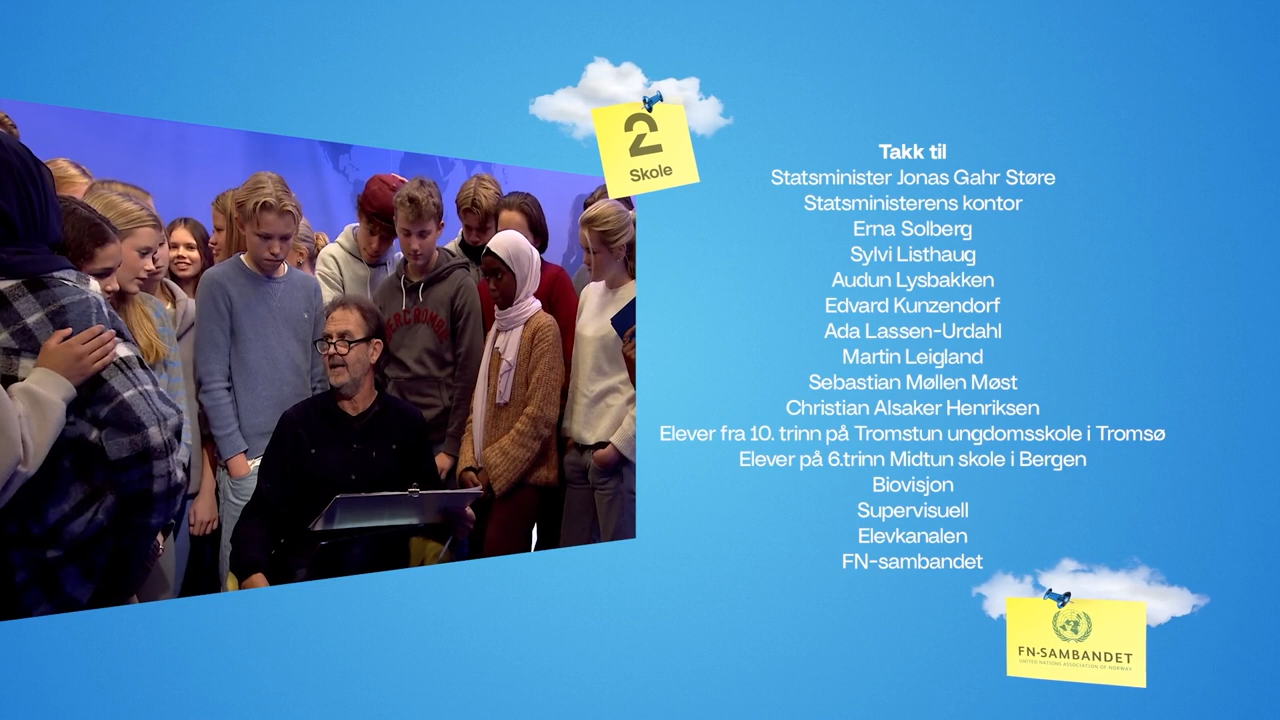 2
Skole
Takk til
Statsminister Jonas Gahr Støre
Statsministerens kontor
Erna Solberg
Sylvi Listhaug
Audun Lysbakken
Edvard Kunzendorf
Ada Lassen-Urdahl
Martin Leigland
Sebastian Møllen Møst
Christian Alsaker Henriksen
Elever fra 10. trinn på Tromstun ungdomsskole i Tromsø
Elever på 6.trinn Midtun skole i Bergen
Biovisjon
Supervisuell
Elevkanalen
FN-sambandet
FN-SAMBANDET
UNITED NATIONS ASSOCIATION OF NORWAY